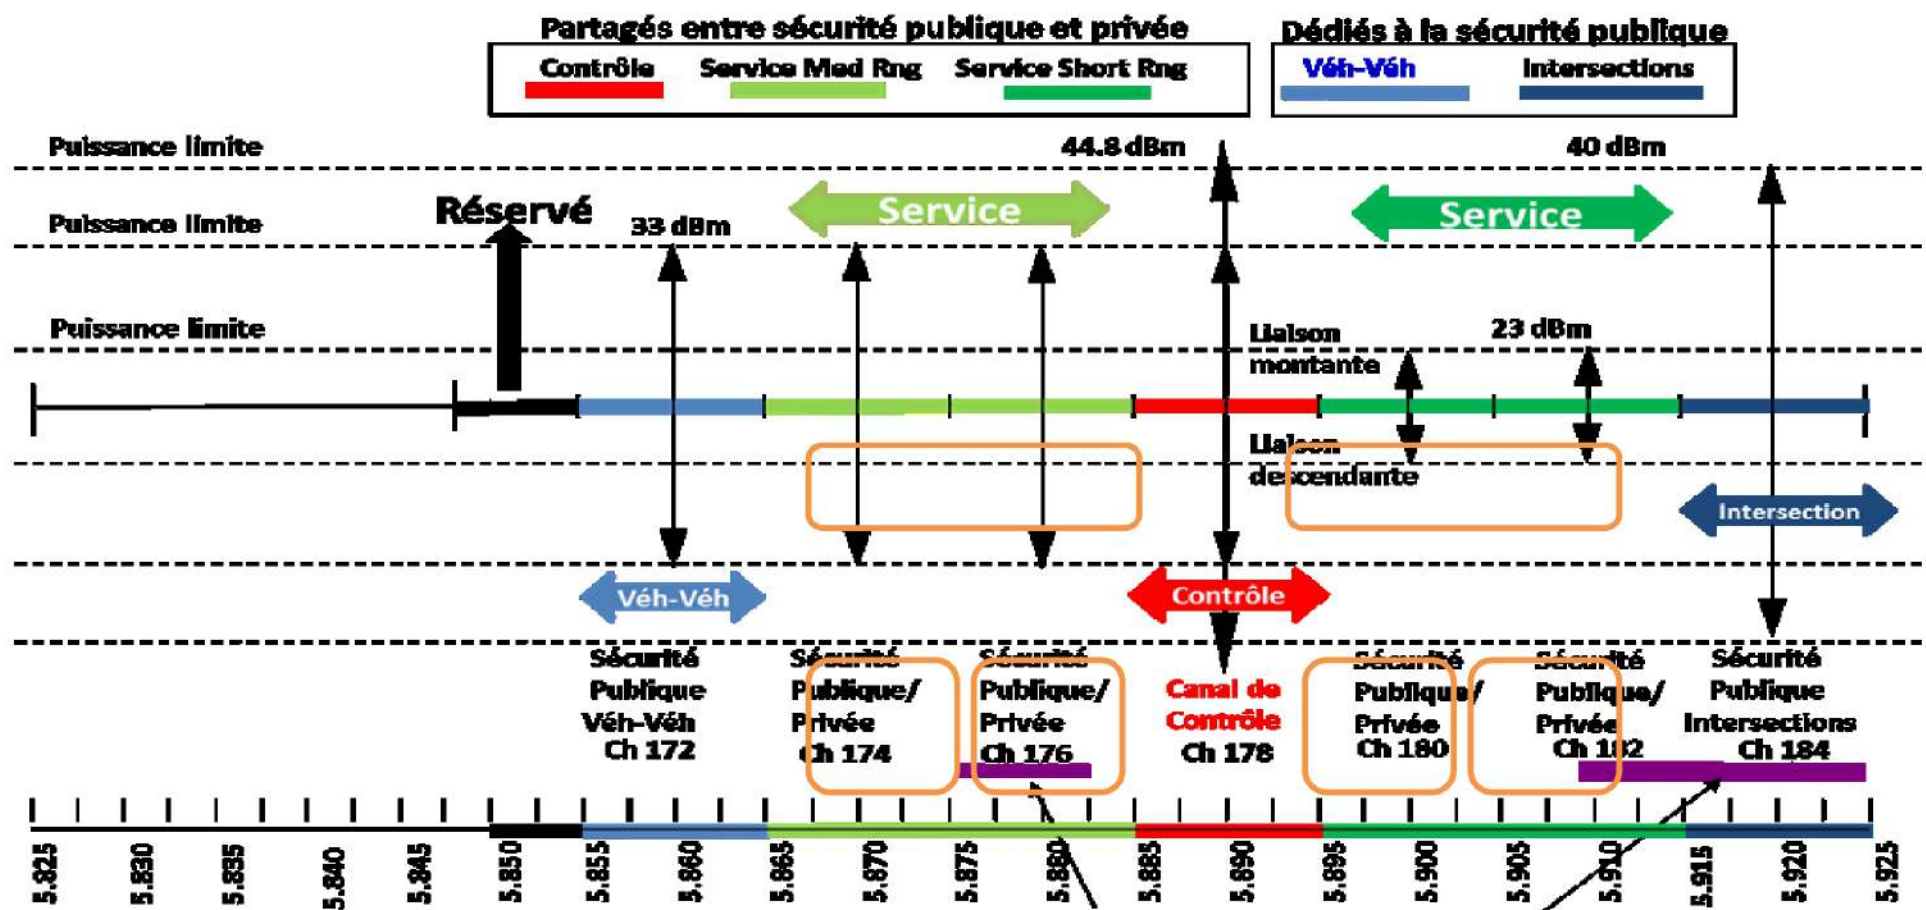 Partagés entre sécurité publique et privée
Dédiés à la sécurité publique
Contrôle
Service Med Rng
Service Short Rng
Véh-Véh
Intersections
Puissance limite
44.8 dBm
40 dBm
Puissance limite
Réservé
33 dBm
Service
Service
Puissance limite
Liaison
montante
23 dBm
Liaison
descendante
Intersection
Véh-Véh
Contrôle
Sécurité
Publique
Véh-Véh
Ch 172
Sécurité
Publique/
Privée
Ch 174
Sécurité
Publique/
Privée
Ch 176
Canal de
Contrôle
Ch 178
Sécurité
Publique/
Privée
Ch 180
Sécurité
Publique/
Privée
Ch 182
Sécurité
Publique
Intersections
Ch 184
5.825
5.830
5.835
5.840
5.845
5.850
5.855
5.860
5.865
5.870
5.875
5.880
5.885
5.890
5.895
5.900
5.905
5.910
5.915
5.920
5.925